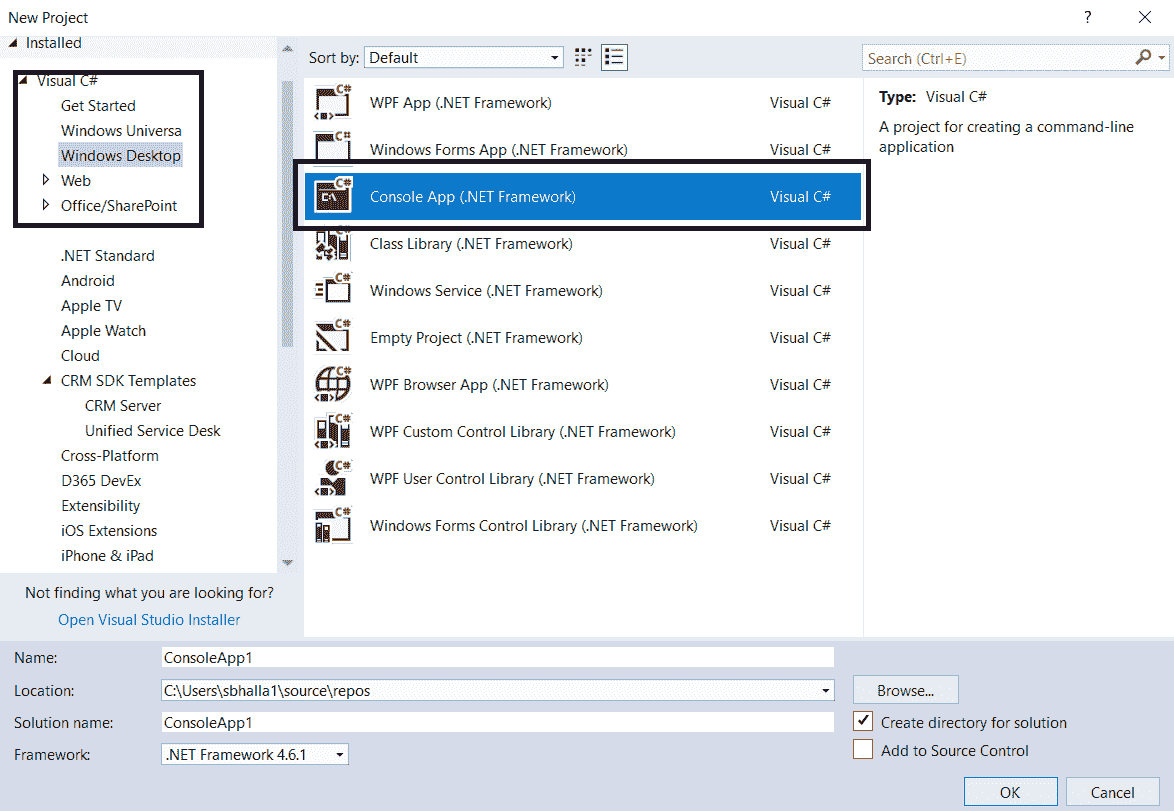 New Project
?
Installed
Visual C#
Get Started
Windows Universa
Windows Desktop
Web
Office/SharePoint
.NET Standard
Android
Apple TV
Apple Watch
Cloud
CRM SDK Templates
CRM Server
Unified Service Desk
Cross-Platform
D365 DevEx
Extensibility
iOS Extensions
iPhone & iPad
Not finding what you are looking for?
Open Visual Studio Installer
Sort by: Default
WPF App (.NET Framework) Visual C#
Windows Forms App (.NET Framework) Visual C#
Console App (.NET Framework) Visual C#
Class Library (.NET Framework) Visual C#
Windows Service (.NET Framework) Visual C#
Empty Project (.NET Framework) Visual C#
WPF Browser App (.NET Framework) Visual C#
WPF Custom Control Library (.NET Framework) Visual C#
WPF User Control Library (.NET Framework) Visual C#
Windows Forms Control Library (.NET Framework) Visual C#
Search (Ctrl+E)
Type: Visual C#
A project for creating a command-line
application
Name: ConsoleApp1
Location: C:\Users\sbhalla1\source\repos
Browse...
Solution name: ConsoleApp1
Create directory for solution
Framework: .NET Framework 4.6.1
Add to Source Control
OK
Cancel